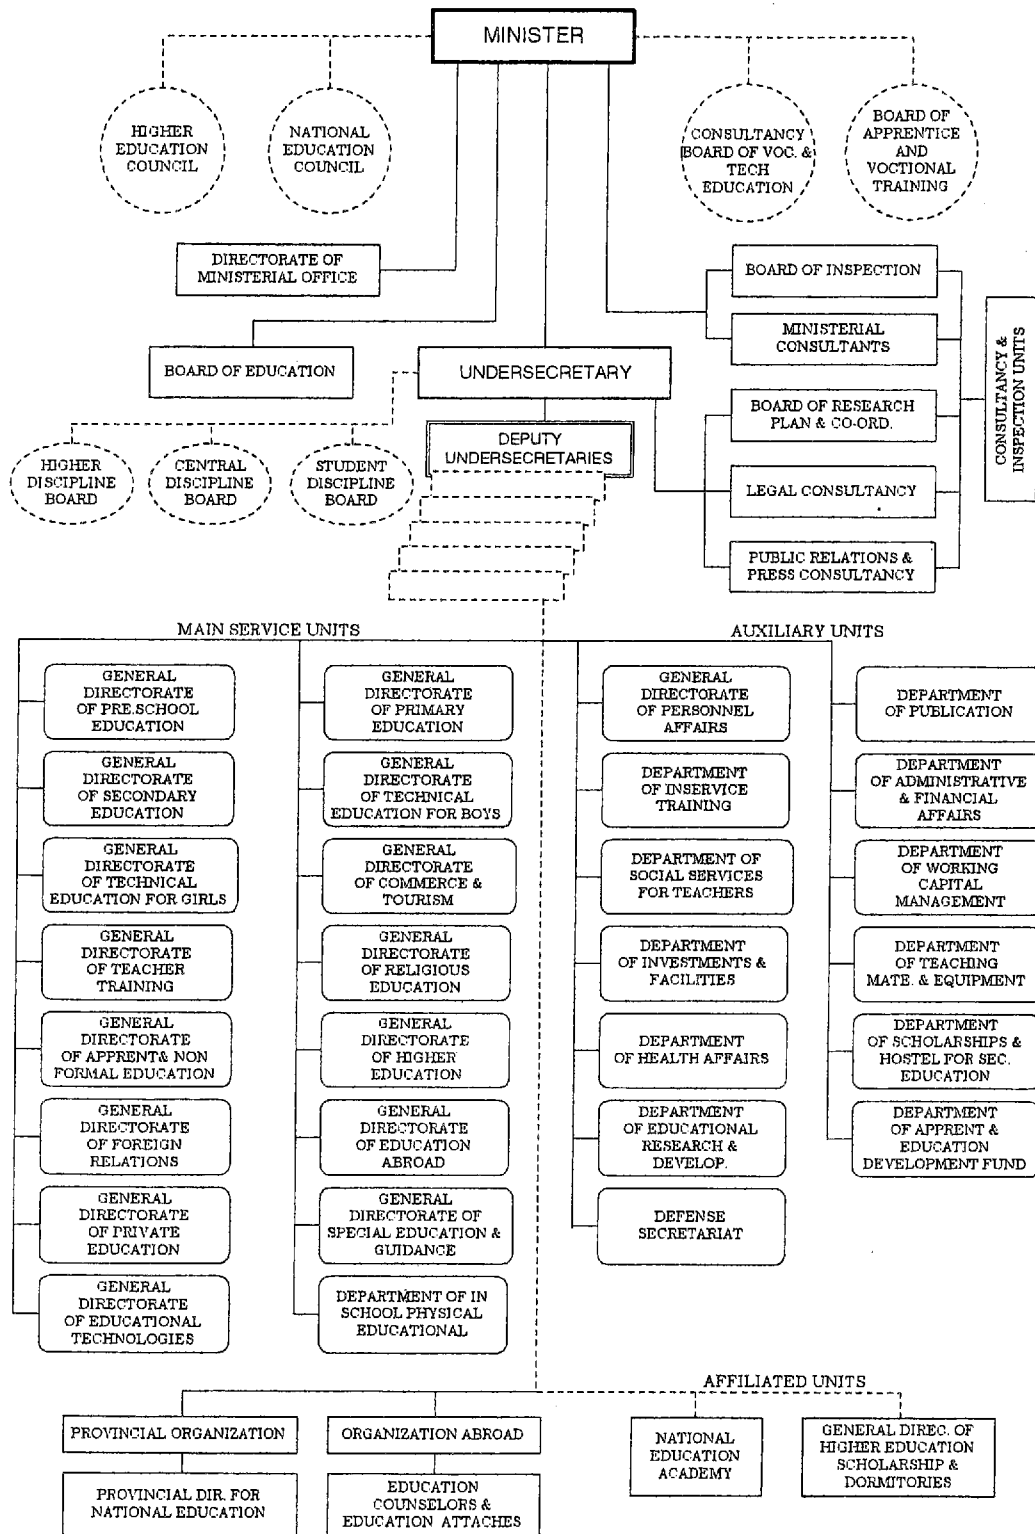 MINISTER
HIGHER
EDUCATION
COUNCIL
NATIONAL
EDUCATION
COUNCIL
CONSULTANCY
BOARD OF VOC. &
TECH
EDUCATION
BOARD OF
APPRENTICE
AND
VOCTIONAL
TRAINING
DIRECTORATE OF
MINISTERIAL OFFICE
BOARD OF EDUCATION
UNDERSECRETARY
DEPUTY
UNDERSECRETARIES
HIGHER
DISCIPLINE
BOARD
CENTRAL
DISCIPLINE
BOARD
STUDENT
DISCIPLINE
BOARD
BOARD OF INSPECTION
MINISTERIAL
CONSULTANTS
BOARD OF RESEARCH
PLAN & CO-ORD.
LEGAL CONSULTANCY
PUBLIC RELATIONS &
PRESS CONSULTANCY
CONSULTANCY &
INSPECTION UNITS
MAIN SERVICE UNITS
GENERAL
DIRECTORATE
OF PRE.SCHOOL
EDUCATION
GENERAL
DIRECTORATE
OF SECONDARY
EDUCATION
GENERAL
DIRECTORATE
OF TECHNICAL
EDUCATION FOR GIRLS
GENERAL
DIRECTORATE
OF TEACHER
TRAINING
GENERAL
DIRECTORATE
OF APPRENT& NON
FORMAL EDUCATION
GENERAL
DIRECTORATE
OF FOREIGN
RELATIONS
GENERAL
DIRECTORATE
OF PRIVATE
EDUCATION
GENERAL
DIRECTORATE
OF EDUCATIONAL
TECHNOLOGIES
GENERAL
DIRECTORATE
OF PRIMARY
EDUCATION
GENERAL
DIRECTORATE
OF TECHNICAL
EDUCATION FOR BOYS
GENERAL
DIRECTORATE
OF COMMERCE &
TOURISM
GENERAL
DIRECTORATE
OF RELIGIOUS
EDUCATION
GENERAL
DIRECTORATE
OF HIGHER
EDUCATION
GENERAL
DIRECTORATE
OF EDUCATION
ABROAD
GENERAL
DIRECTORATE OF
SPECIAL EDUCATION &
GUIDANCE
DEPARTMENT OF IN
SCHOOL PHYSICAL
EDUCATIONAL
AUXILIARY UNITS
GENERAL
DIRECTORATE
OF PERSONNEL
AFFAIRS
DEPARTMENT
OF INSERVICE
TRAINING
DEPARTMENT OF
SOCIAL SERVICES
FOR TEACHERS
DEPARTMENT
OF INVESTMENTS &
FACILITIES
DEPARTMENT
OF HEALTH AFFAIRS
DEPARTMENT
OF EDUCATIONAL
RESEARCH &
DEVELOP.
DEFENSE
SECRETARIAT
DEPARTMENT
OF PUBLICATION
DEPARTMENT
OF ADMINISTRATIVE
& FINANCIAL
AFFAIRS
DEPARTMENT
OF WORKING
CAPITAL
MANAGEMENT
DEPARTMENT
OF TEACHING
MATE. & EQUIPMENT
DEPARTMENT
OF SCHOLARSHIPS &
HOSTEL FOR SEC.
EDUCATION
DEPARTMENT
OF APPRENT &
EDUCATION
DEVELOPMENT FUND
AFFILIATED UNITS
PROVINCIAL ORGANIZATION
PROVINCIAL DIR. FOR
NATIONAL EDUCATION
ORGANIZATION ABROAD
EDUCATION
COUNSELORS &
EDUCATION ATTACHES
NATIONAL
EDUCATION
ACADEMY
GENERAL DIREC. OF
HIGHER EDUCATION
SCHOLARSHIP &
DORMITORIES